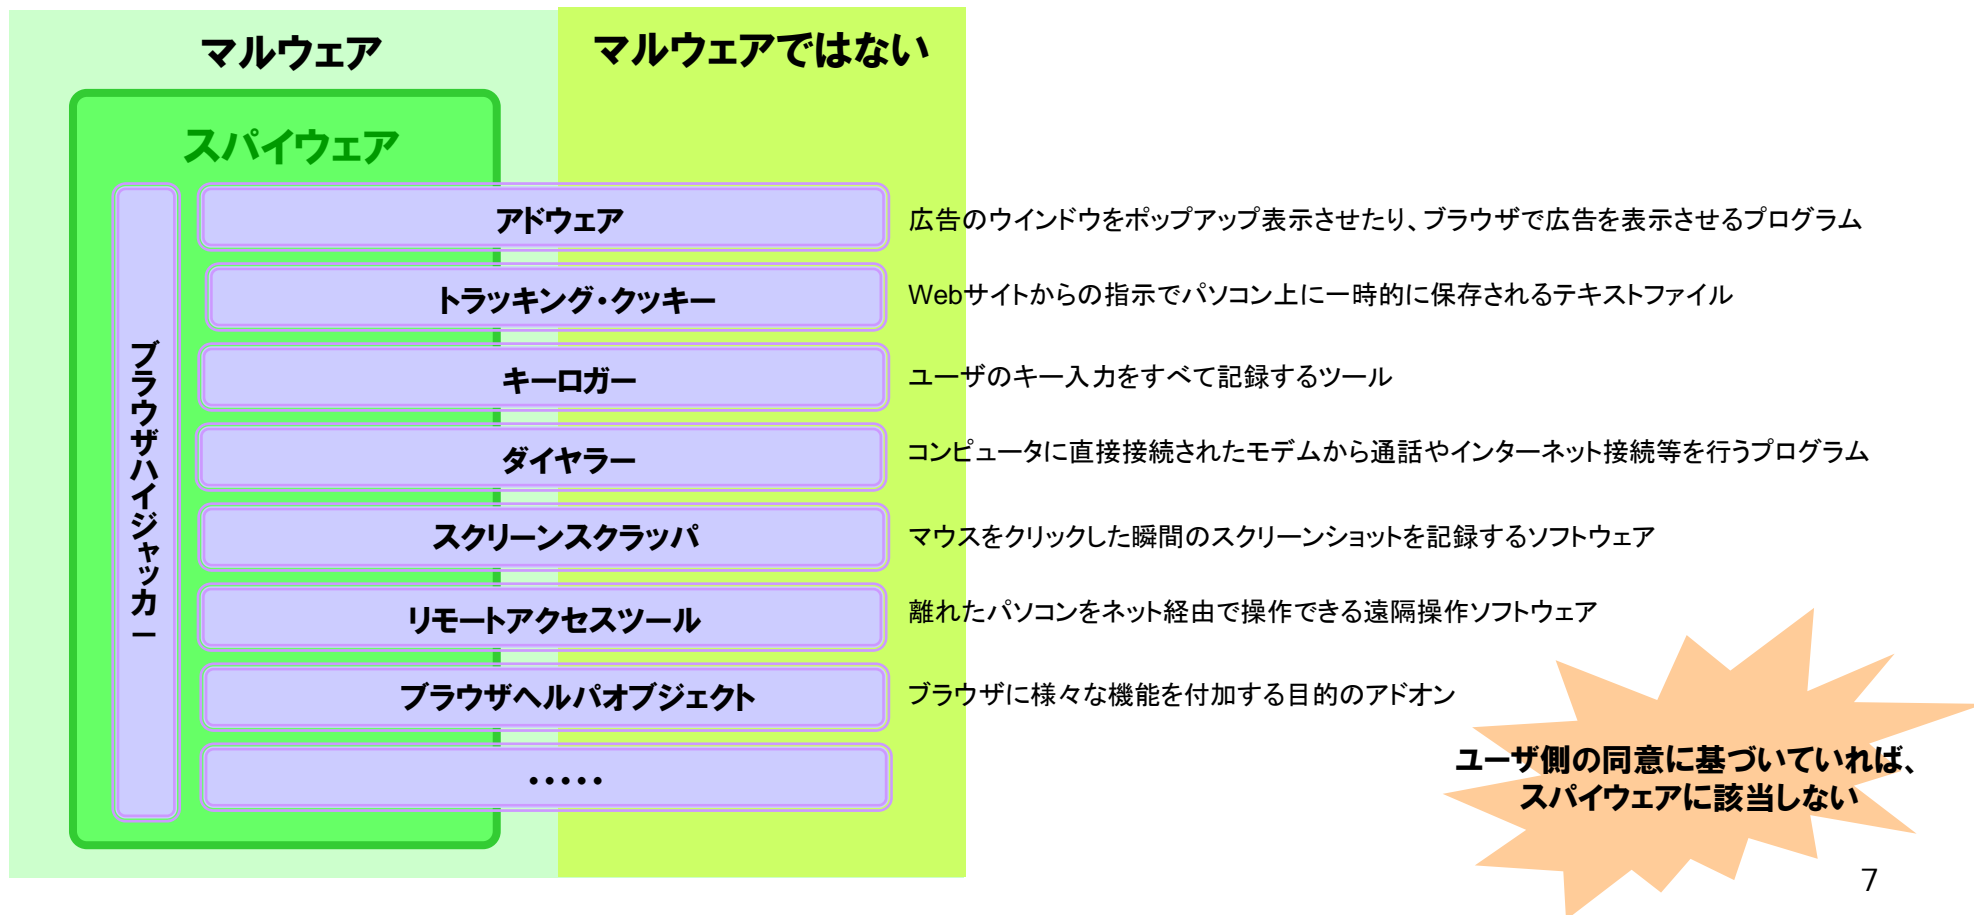 マルウェア
マルウェアではない
スパイウェア
ブラウザハイジャッカー
アドウェア
広告のウインドウをポップアップ表示させたり、ブラウザで広告を表示させるプログラム
トラッキング・クッキー
Webサイトからの指示でパソコン上に一時的に保存されるテキストファイル
キーロガー
ユーザのキー入力をすべて記録するツール
ダイヤラー
コンピュータに直接接続されたモデムから通話やインターネット接続等を行うプログラム
スクリーンスクラッパ
マウスをクリックした瞬間のスクリーンショットを記録するソフトウェア
リモートアクセスツール
離れたパソコンをネット経由で操作できる遠隔操作ソフトウェア
ブラウザヘルパオブジェクト
ブラウザに様々な機能を付加する目的のアドオン
・・・・・
ユーザ側の同意に基づいていれば、
スパイウェアに該当しない
7